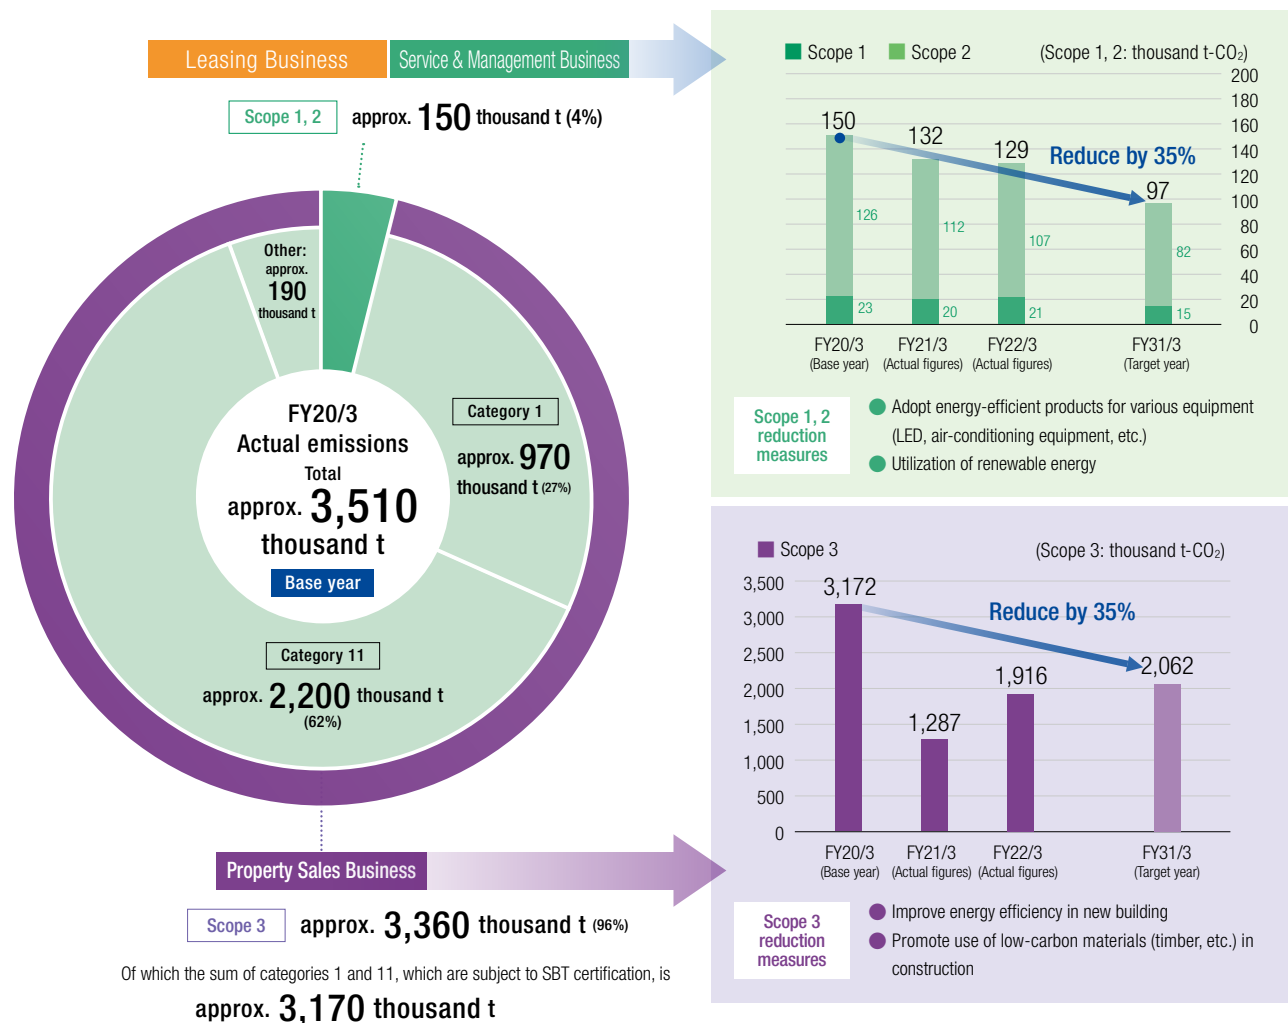 Leasing Business
Service & Management Business
Scope 1, 2
approx. 150 thousand t (4%)
Other:
approx.
190
thousand t
FY20/3
Actual emissions
Total
approx. 3,510
thousand t
Base year
Category 1
approx. 970
thousand t (27%)
Category 11
approx. 2,200 thousand t
(62%)
Property Sales Business
Scope 3
approx. 3,360 thousand t (96%)
Of which the sum of categories 1 and 11, which are subject to SBT certification, is
approx. 3,170 thousand t
Scope 1
Scope 2
(Scope 1, 2: thousand t-CO₂)
200
180
160
140
120
100
80
60
40
20
0
150
132
129
97
Reduce by 35%
126
112
107
82
23
20
21
15
FY20/3
(Base year)
FY21/3
(Actual figures)
FY22/3
(Actual figures)
FY31/3
(Target year)
Scope 1, 2
reduction
measures
Adopt energy-efficient products for various equipment
(LED, air-conditioning equipment, etc.)
Utilization of renewable energy
Scope 3
(Scope 3: thousand t-CO₂)
3,500
3,000
2,500
2,000
1,500
1,000
500
0
3,172
1,287
1,916
2,062
Reduce by 35%
FY20/3
(Base year)
FY21/3
(Actual figures)
FY22/3
(Actual figures)
FY31/3
(Target year)
Scope 3
reduction
measures
Improve energy efficiency in new building
Promote use of low-carbon materials (timber, etc.) in
construction